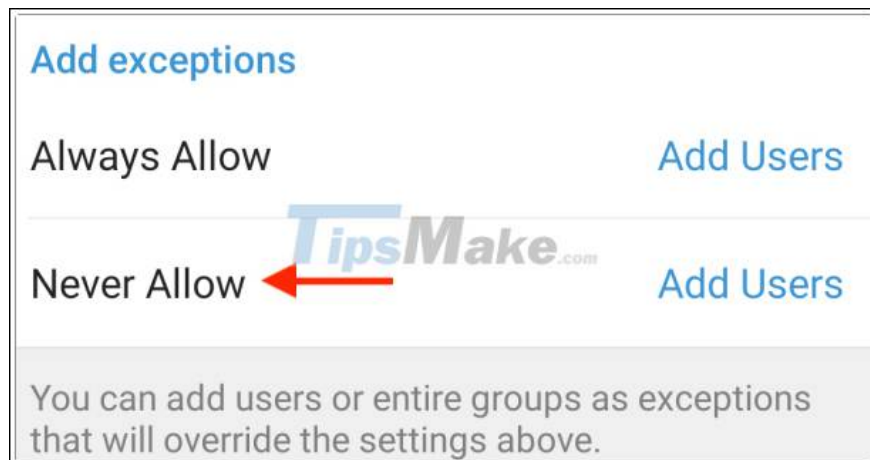 Add exceptions
Always Allow Add Users
TipsMake.com
Never Allow Add Users
You can add users or entire groups as exceptions
that will override the settings above.